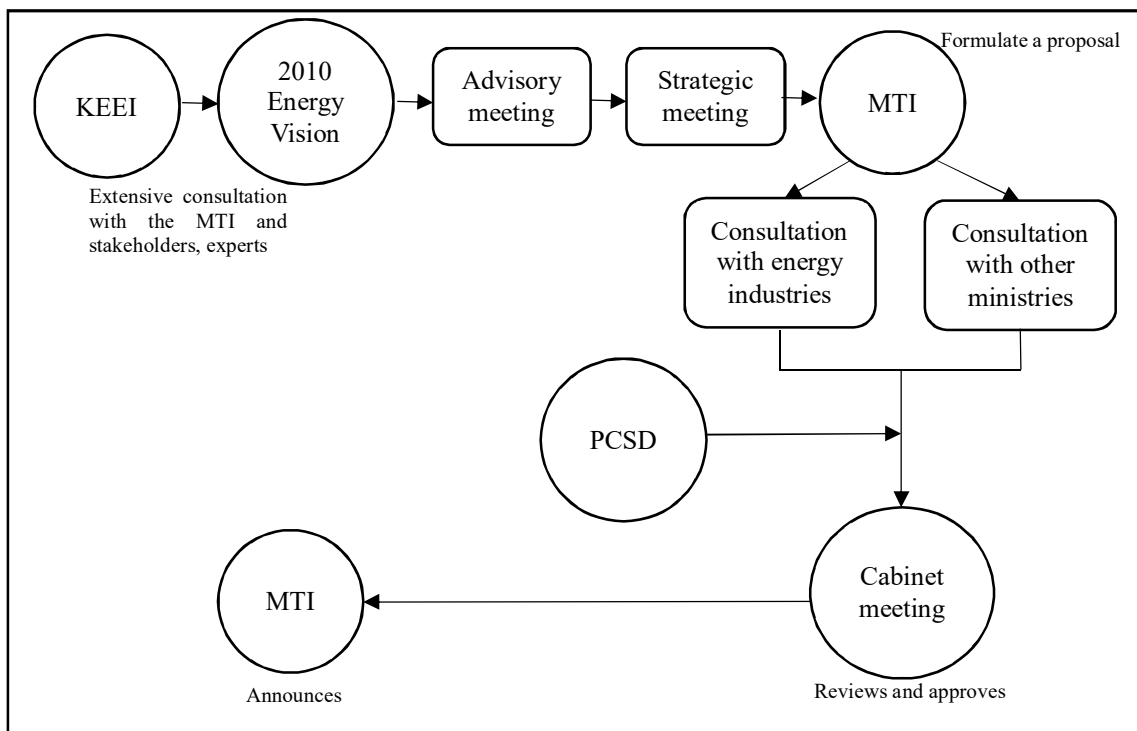 KEEI
2010
Energy
Vision
Advisory
meeting
Strategic
meeting
Formulate a proposal
MTI
Extensive consultation
with the MTI and
stakeholders, experts
Consultation
with energy
industries
Consultation
with other
ministries
PCSD
Cabinet
meeting
Reviews and approves
MTI
Announces